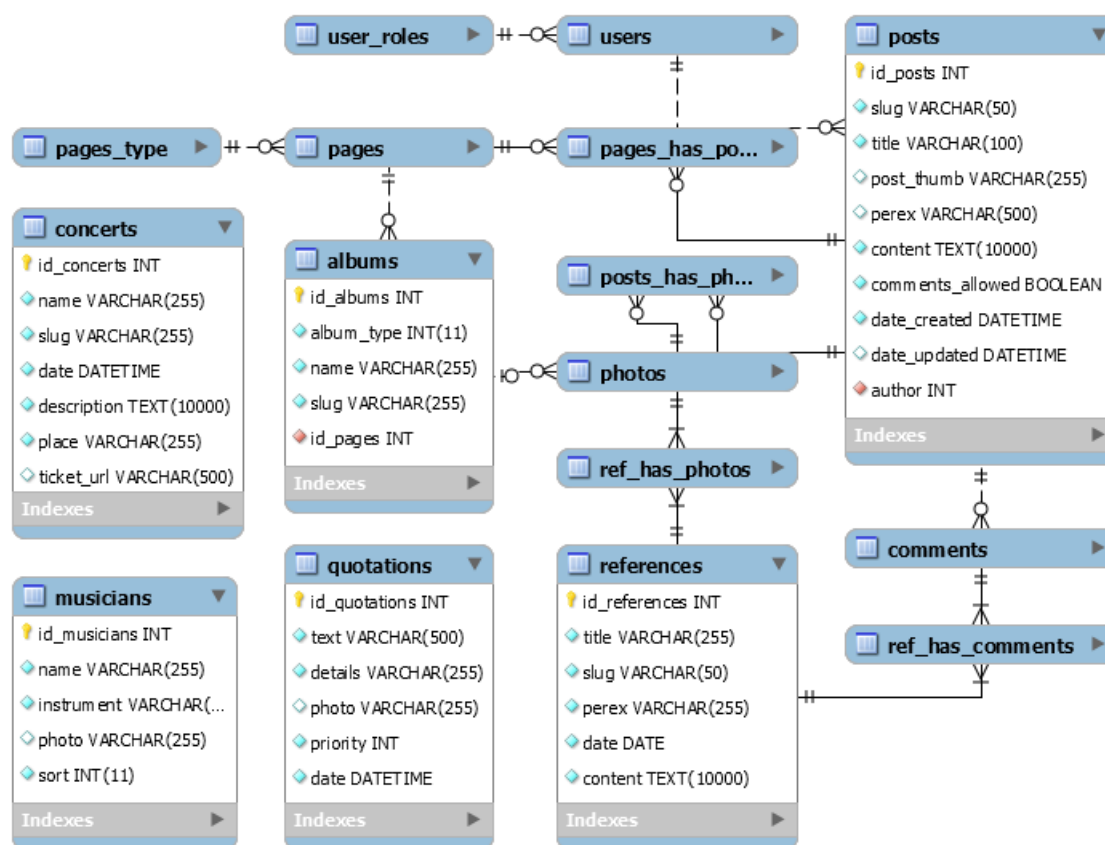 user_roles
users
posts
id_posts INT
slug VARCHAR(50)
title VARCHAR(100)
post_thumb VARCHAR(255)
perex VARCHAR(500)
content TEXT(10000)
comments_allowed BOOLEAN
date_created DATETIME
date_updated DATETIME
author INT
Indexes
pages_type
pages
pages_has_po...
concerts
id_concerts INT
name VARCHAR(255)
slug VARCHAR(255)
date DATETIME
description TEXT(10000)
place VARCHAR(255)
ticket_url VARCHAR(500)
Indexes
albums
id_albums INT
album_type INT(11)
name VARCHAR(255)
slug VARCHAR(255)
id_pages INT
Indexes
posts_has_ph...
photos
ref_has_photos
musicians
id_musicians INT
name VARCHAR(255)
instrument VARCHAR(...
photo VARCHAR(255)
sort INT(11)
Indexes
quotations
id_quotations INT
text VARCHAR(500)
details VARCHAR(255)
photo VARCHAR(255)
priority INT
date DATETIME
Indexes
references
id_references INT
title VARCHAR(255)
slug VARCHAR(50)
perex VARCHAR(255)
date DATE
content TEXT(10000)
Indexes
comments
ref_has_comments